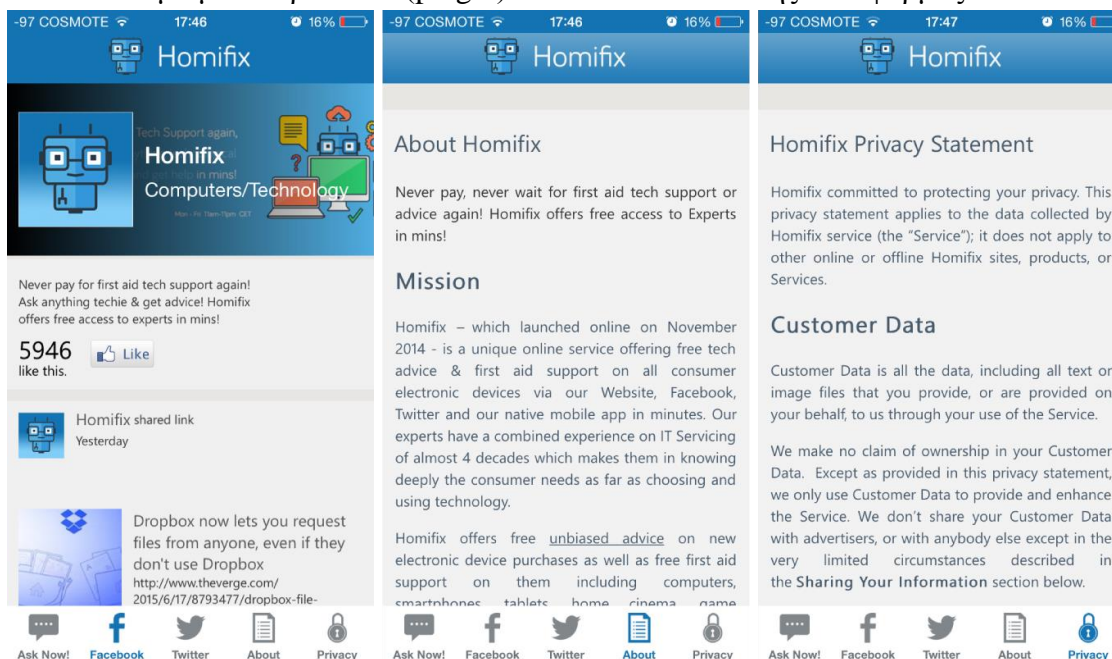 -97 COSMOTE 17:46 16%
Homifix
Tech Support again,
Homifix
get help in mins!
Computers/Technology
Never pay for first aid tech support again!
Ask anything techie & get advice! Homifix
offers free access to experts in mins!
5946
like this.
Like
Homifix shared link
Yesterday
Dropbox now lets you request
files from anyone, even if they
don't use Dropbox
http://www.theverge.com/
2015/6/17/8793477/dropbox-file-
Ask Now! Facebook Twitter About Privacy
-97 COSMOTE 17:46 16%
Homifix
About Homifix
Never pay, never wait for first aid tech support or
advice again! Homifix offers free access to Experts
in mins!
Mission
Homifix – which launched online on November
2014 - is a unique online service offering free tech
advice & first aid support on all consumer
electronic devices via our Website, Facebook,
Twitter and our native mobile app in minutes. Our
experts have a combined experience on IT Servicing
of almost 4 decades which makes them in knowing
deeply the consumer needs as far as choosing and
using technology.
Homifix offers free unbiased advice on new
electronic device purchases as well as free first aid
support on them including computers,
smartphones tablets home cinema game
Ask Now! Facebook Twitter About Privacy
-97 COSMOTE 17:47 16%
Homifix
Homifix Privacy Statement
Homifix committed to protecting your privacy. This
privacy statement applies to the data collected by
Homifix service (the “Service”); it does not apply to
other online or offline Homifix sites, products, or
Services.
Customer Data
Customer Data is all the data, including all text or
image files that you provide, or are provided on
your behalf, to us through your use of the Service.
We make no claim of ownership in your Customer
Data. Except as provided in this privacy statement,
we only use Customer Data to provide and enhance
the Service. We don’t share your Customer Data
with advertisers, or with anybody else except in the
very limited circumstances described in
the Sharing Your Information section below.
Ask Now! Facebook Twitter About Privacy